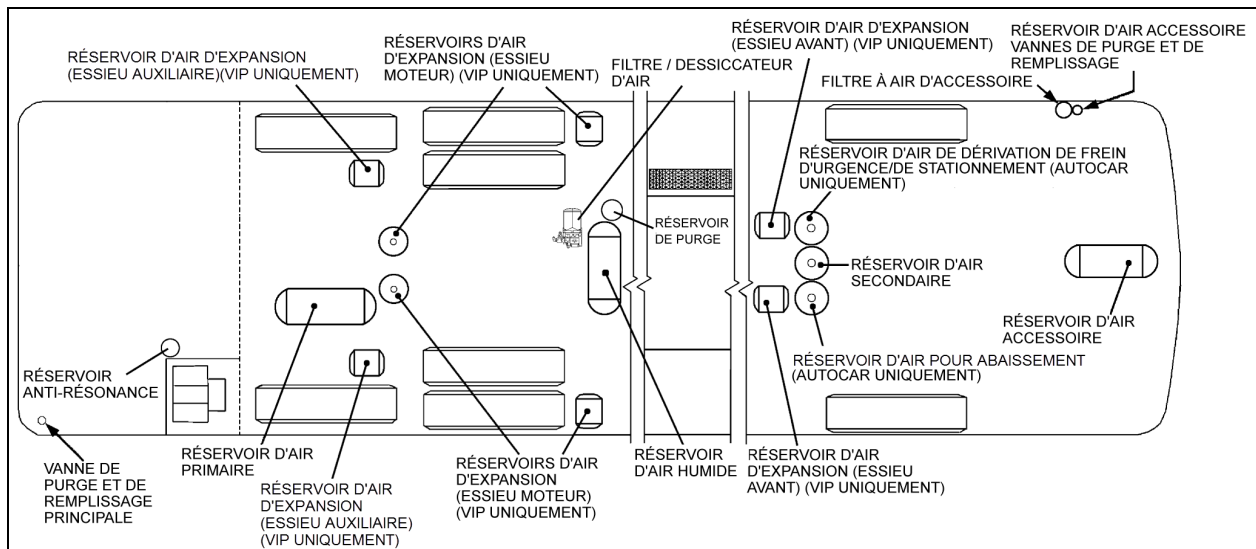 RÉSERVOIR D'AIR D'EXPANSION
(ESSIEU AUXILIAIRE)(VIP UNIQUEMENT)
RÉSERVOIRS D'AIR
D'EXPANSION (ESSIEU
MOTEUR) (VIP UNIQUEMENT)
FILTRE / DESSICCATEUR
D'AIR
RÉSERVOIR D'AIR D'EXPANSION
(ESSIEU AVANT) (VIP UNIQUEMENT)
RÉSERVOIR D'AIR ACCESSOIRE
VANNES DE PURGE ET DE
REMPLISSAGE
FILTRE À AIR D'ACCESSOIRE
RÉSERVOIR D'AIR DE DÉRIVATION DE FREIN
D'URGENCE/DE STATIONNEMENT (AUTOCAR
UNIQUEMENT)
RÉSERVOIR
DE PURGE
RÉSERVOIR D'AIR
SECONDAIRE
RÉSERVOIR D'AIR
ACCESSOIRE
RÉSERVOIR D'AIR POUR ABAISSEMENT
(AUTOCAR UNIQUEMENT)
RÉSERVOIR
ANTI-RÉSONANCE
VANNE DE
PURGE ET DE
REMPLISSAGE
PRINCIPALE
RÉSERVOIR D'AIR
PRIMAIRE
RÉSERVOIR D'AIR
D'EXPANSION
(ESSIEU AUXILIAIRE)
(VIP UNIQUEMENT)
RÉSERVOIRS D'AIR
D'EXPANSION
(ESSIEU MOTEUR)
(VIP UNIQUEMENT)
RÉSERVOIR
D'AIR HUMIDE
RÉSERVOIR D'AIR
D'EXPANSION (ESSIEU
AVANT) (VIP UNIQUEMENT)